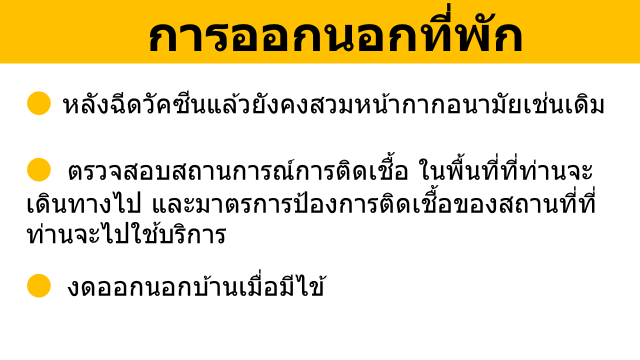 การออกนอกที่พัก
หลังฉีดวัคซีนแล้วยังคงสวมหน้ากากอนามัยเช่นเดิม
ตรวจสอบสถานการณ์การติดเชื้อ ในพื้นที่ที่ท่านจะ
เดินทางไป และมาตรการป้องการติดเชื้อของสถานที่ที่
ท่านจะไปใช้บริการ
งดออกนอกบ้านเมื่อมีไข้